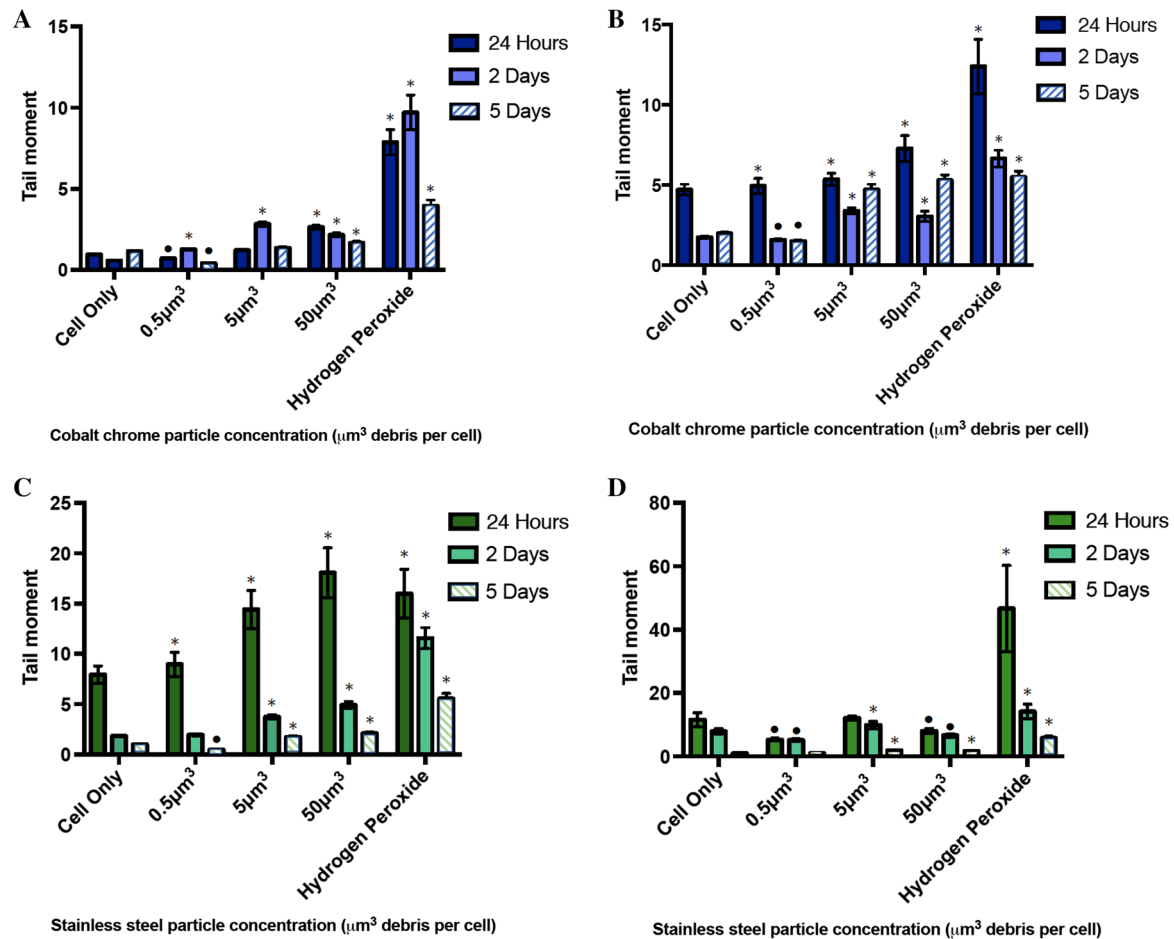 A
15
10
5
0
Tail moment
* * * * * * * * *
24 Hours
2 Days
5 Days
Cell Only
0.5μm³
5μm³
50μm³
Hydrogen Peroxide
Cobalt chrome particle concentration (μm³ debris per cell)
B
15
10
5
0
Tail moment
* * * * * * * * * *
24 Hours
2 Days
5 Days
Cell Only
0.5μm³
5μm³
50μm³
Hydrogen Peroxide
Cobalt chrome particle concentration (μm³ debris per cell)
C
25
20
15
10
5
0
Tail moment
* * * * * * * * * *
24 Hours
2 Days
5 Days
Cell Only
0.5μm³
5μm³
50μm³
Hydrogen Peroxide
Stainless steel particle concentration (μm³ debris per cell)
D
80
60
40
20
0
Tail moment
* * * * * *
24 Hours
2 Days
5 Days
Cell Only
0.5μm³
5μm³
50μm³
Hydrogen Peroxide
Stainless steel particle concentration (μm³ debris per cell)